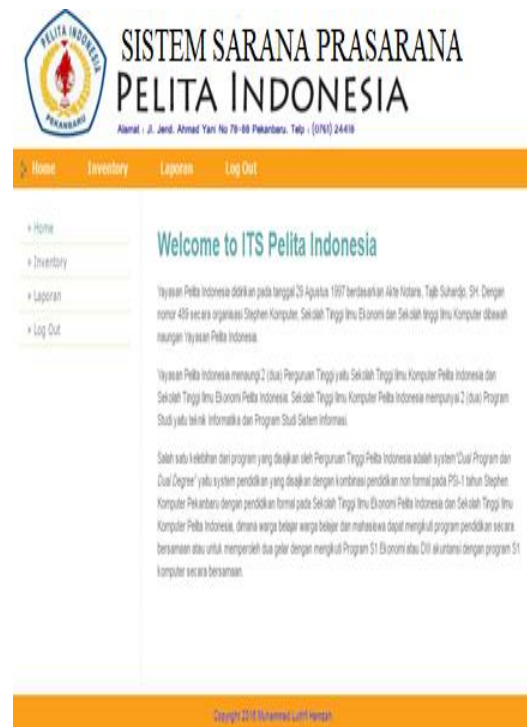 PELITA INDONESIA
PEKANBARU
SISTEM SARANA PRASARANA
PELITA INDONESIA
Alamat : Jl. Jend. Ahmad Yani No 78-88 Pekanbaru. Telp : (0761) 24418
Home Inventory Laporan Log Out
» Home
» Inventory
» Laporan
» Log Out
Welcome to ITS Pelita Indonesia
Yayasan Pelita Indonesia didirikan pada tanggal 29 Agustus 1997 berdasarkan Akte Notaris, Tajib Suhardjo, SH. Dengan
nomor 489 secara organisasi Stephen Komputer, Sekolah Tinggi Ilmu Ekonomi dan Sekolah tinggi Ilmu Komputer dibawah
naungan Yayasan Pelita Indonesia.
Yayasan Pelita Indonesia menaungi 2 (dua) Perguruan Tinggi yaitu Sekolah Tinggi Ilmu Komputer Pelita Indonesia dan
Sekolah Tinggi Ilmu Ekonomi Pelita Indonesia. Sekolah Tinggi Ilmu Komputer Pelita Indonesia mempunyai 2 (dua) Program
Studi yaitu teknik Informatika dan Program Studi Sistem Informasi.
Salah satu kelebihan dari program yang disajikan oleh Perguruan Tinggi Pelita Indonesia adalah system "Dual Program dan
Dual Degree" yaitu system pendidikan yang disajikan dengan kombinasi pendidikan non formal pada PSI-1 tahun Stephen
Komputer Pekanbaru dengan pendidikan formal pada Sekolah Tinggi Ilmu Ekonomi Pelita Indonesia dan Sekolah Tinggi Ilmu
Komputer Pelita Indonesia, dimana warga belajar warga belajar dan mahasiswa dapat mengikuti program pendidikan secara
bersamaan atau untuk memperoleh dua gelar dengan mengikuti Program S1 Ekonomi atau DIII akuntansi dengan program S1
komputer secara bersamaan.
Copyright 2016 Muhammad Luthfi Hamzah